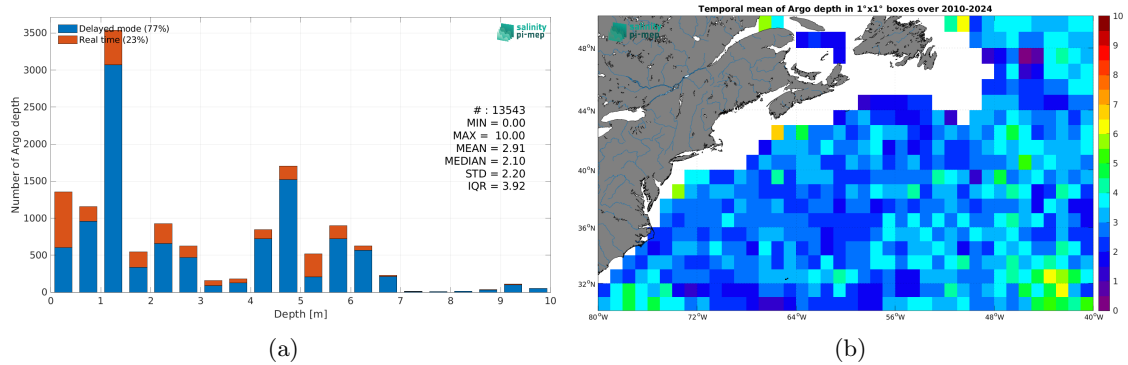 Delayed mode (77%)
Real time (23%)
salinity
pi-mep
Number of Argo depth
3500
3000
2500
2000
1500
1000
500
0
# : 13543
MIN = 0.00
MAX = 10.00
MEAN = 2.91
MEDIAN = 2.10
STD = 2.20
IQR = 3.92
0 1 2 3 4 5 6 7 8 9 10
Depth [m]
(a)
Temporal mean of Argo depth in 1°x1° boxes over 2010-2024
salinity
pi-mep
48°N
44°N
40°N
36°N
32°N
80°W 72°W 64°W 56°W 48°W 40°W
10
9
8
7
6
5
4
3
2
1
0
(b)